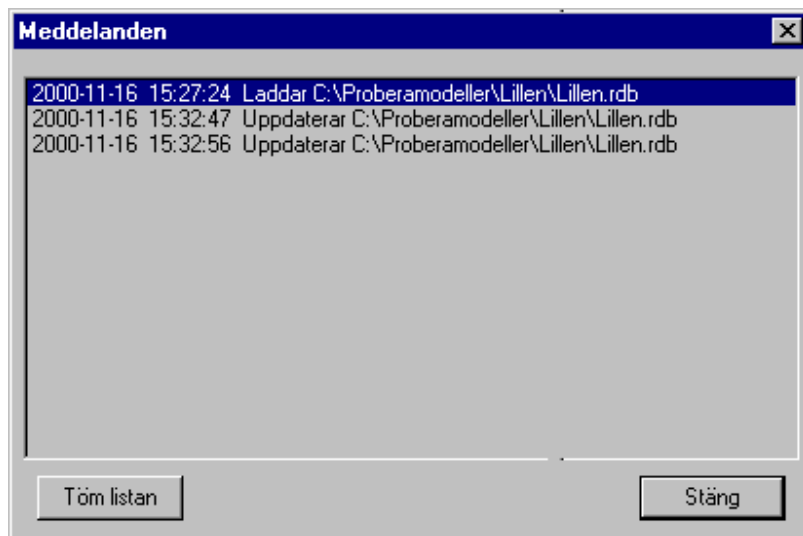 Meddelanden
2000-11-16 15:27:24 Laddar C:\Proberamodeller\Lillen\Lillen.rdb
2000-11-16 15:32:47 Uppdaterar C:\Proberamodeller\Lillen\Lillen.rdb
2000-11-16 15:32:56 Uppdaterar C:\Proberamodeller\Lillen\Lillen.rdb
Töm listan
Stäng